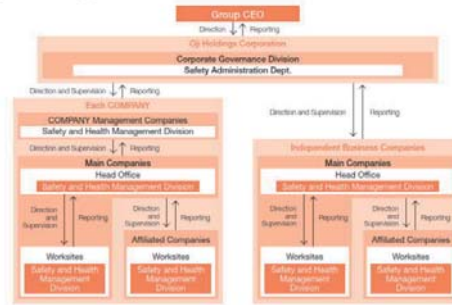 Group CEO
Direction
Reporting
Oji Holdings Corporation
Corporate Governance Division
Safety Administration Dept.
Direction and Supervision
Reporting
Each COMPANY
COMPANY Management Companies
Safety and Health Management Division
Direction and Supervision
Reporting
Main Companies
Head Office
Safety and Health Management Division
Direction
and
Supervision
Reporting
Direction
and
Supervision
Reporting
Affiliated Companies
Worksites
Safety and Health
Management
Division
Worksites
Safety and Health
Management
Division
Direction and Supervision
Reporting
Independent Business Companies
Main Companies
Head Office
Safety and Health Management Division
Direction
and
Supervision
Reporting
Direction
and
Supervision
Reporting
Affiliated Companies
Worksites
Safety and Health
Management
Division
Worksites
Safety and Health
Management
Division